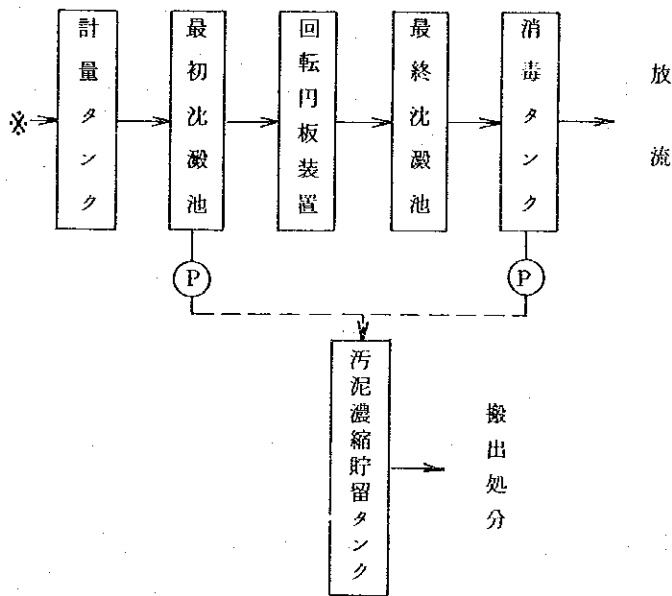 ※
計量タンク
最初沈澱池
回転円板装置
最終沈澱池
消毒タンク
放流
P
P
汚泥濃縮貯留タンク
搬出処分